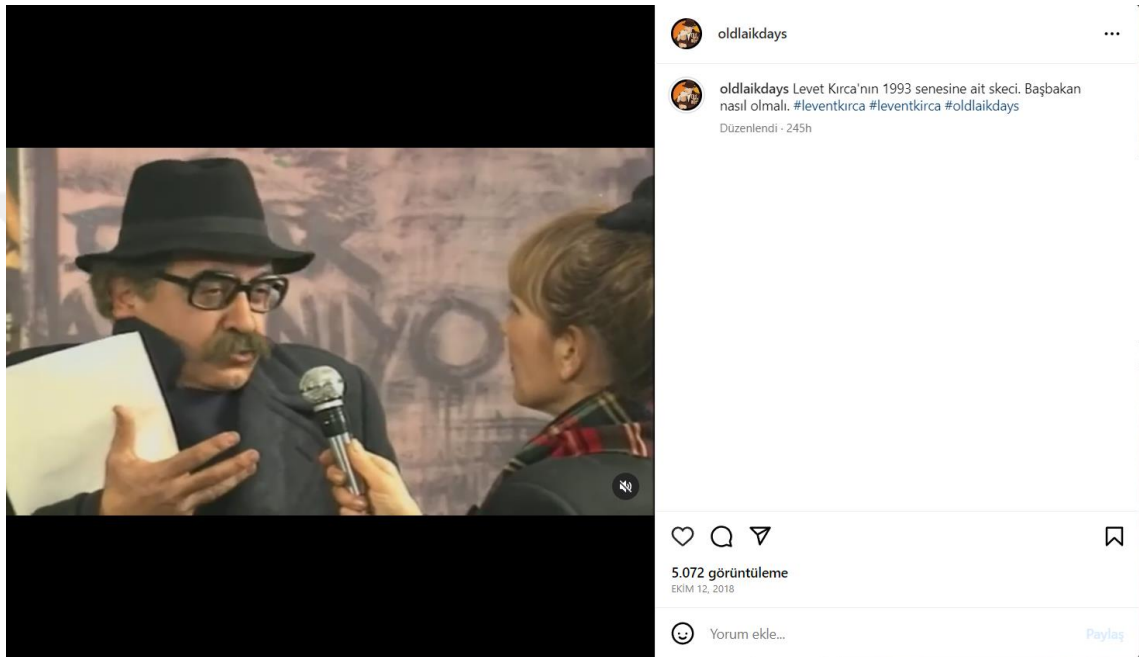 oldlaikdays
oldlaikdays Levet Kırca'nın 1993 senesine ait skeci. Başbakan
nasıl olmalı. #leventkırca #leventkirca #oldlaikdays
Düzenlendi · 245h
NIYO
5.072 görüntüleme
EKİM 12, 2018
Yorum ekle...
Paylaş